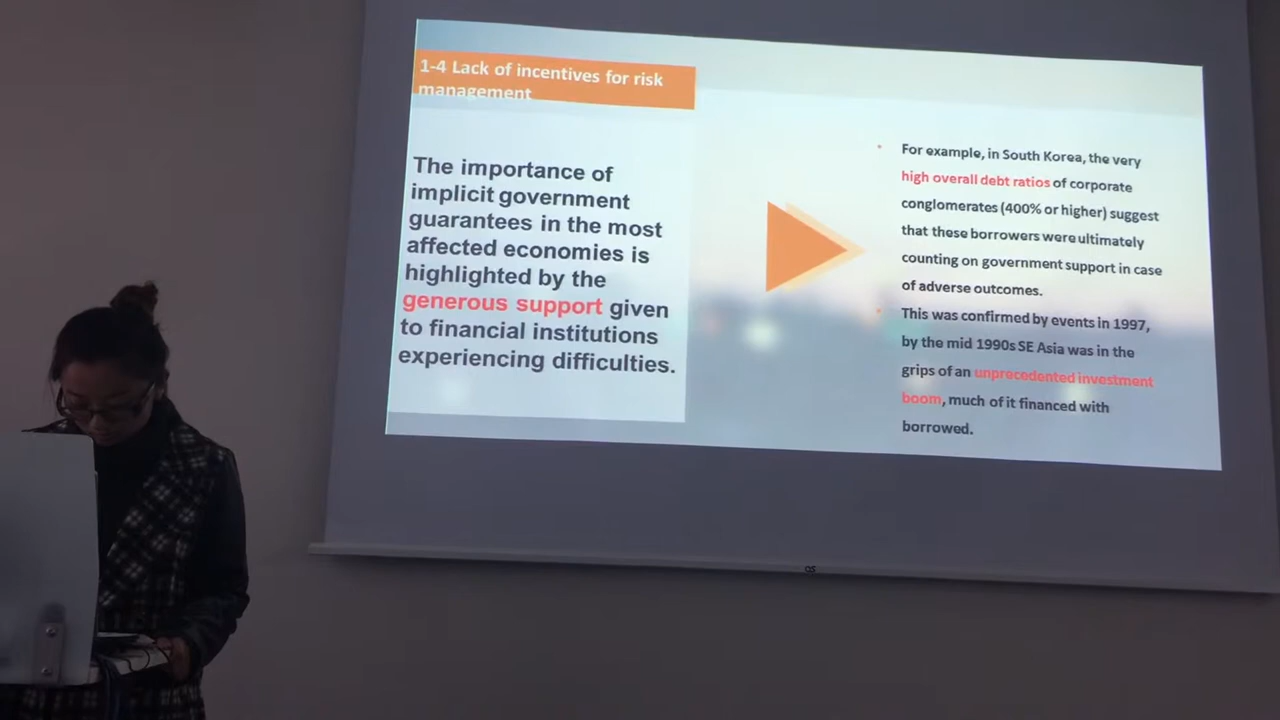 1-4 Lack of incentives for risk
management
The importance of
implicit government
guarantees in the most
affected economies is
highlighted by the
generous support given
to financial institutions
experiencing difficulties.
• For example, in South Korea, the very
high overall debt ratios of corporate
conglomerates (400% or higher) suggest
that these borrowers were ultimately
counting on government support in case
of adverse outcomes.
• This was confirmed by events in 1997,
by the mid 1990s SE Asia was in the
grips of an unprecedented investment
boom, much of it financed with
borrowed.